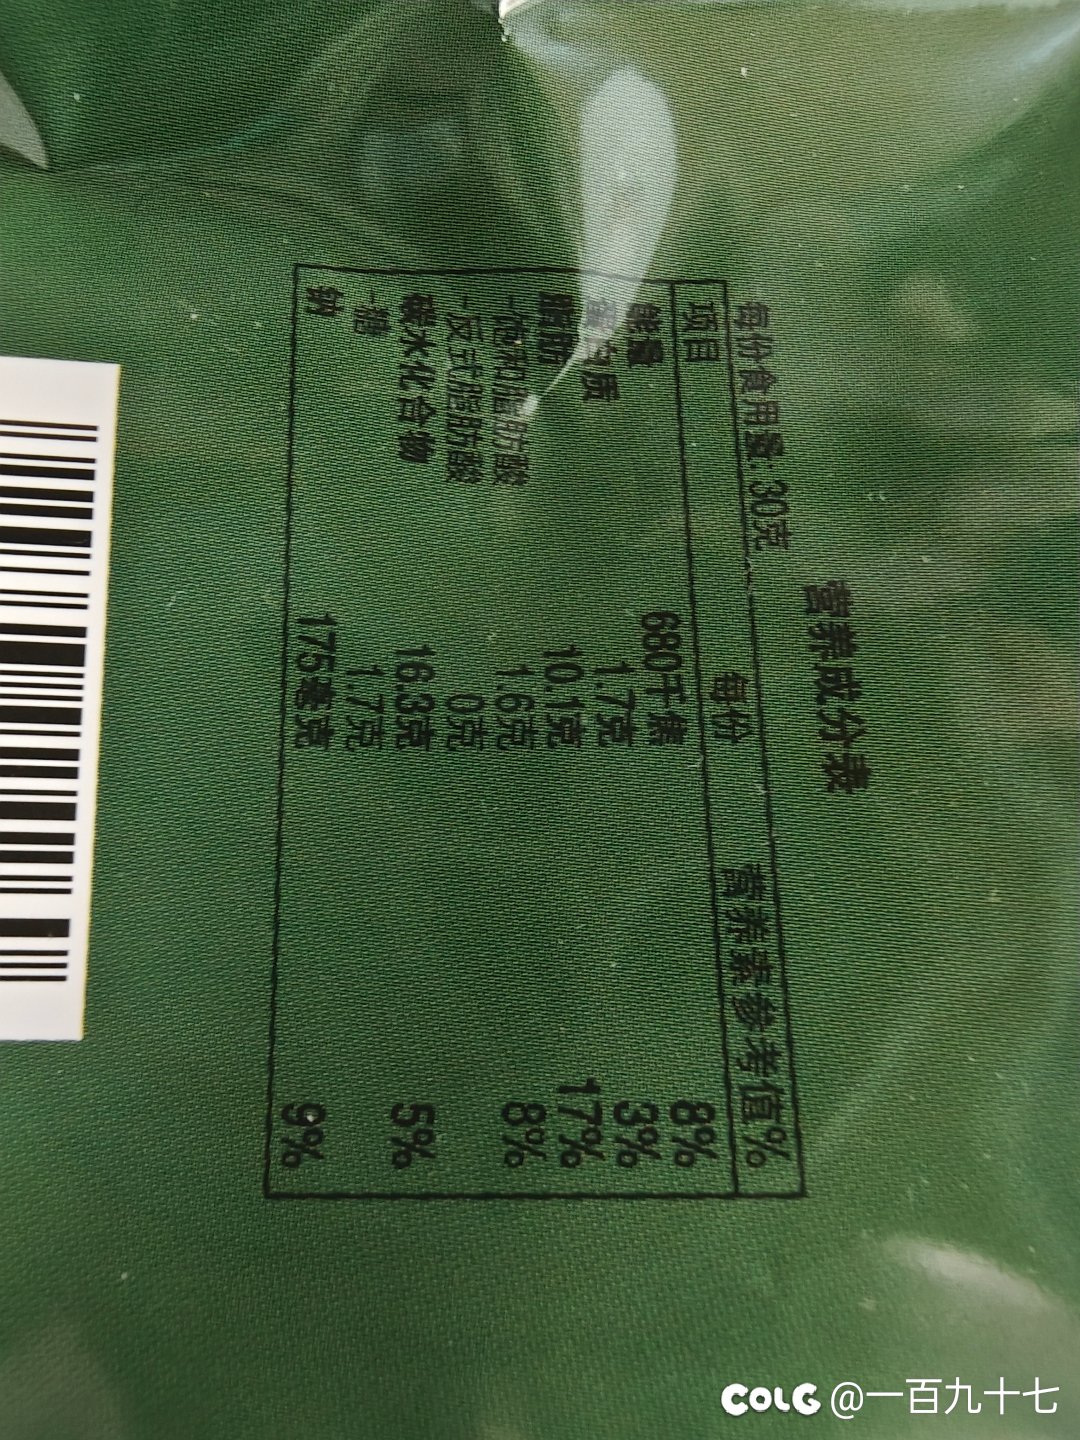 营养成分表
每份食用量: 30克
项目 每份 营养素参考值%
能量 680千焦 8%
蛋白质 1.7克 3%
脂肪 10.1克 17%
-饱和脂肪酸 1.6克 8%
-反式脂肪酸 0克
碳水化合物 16.3克 5%
-糖 1.7克
钠 175毫克 9%
COLG @一百九十七